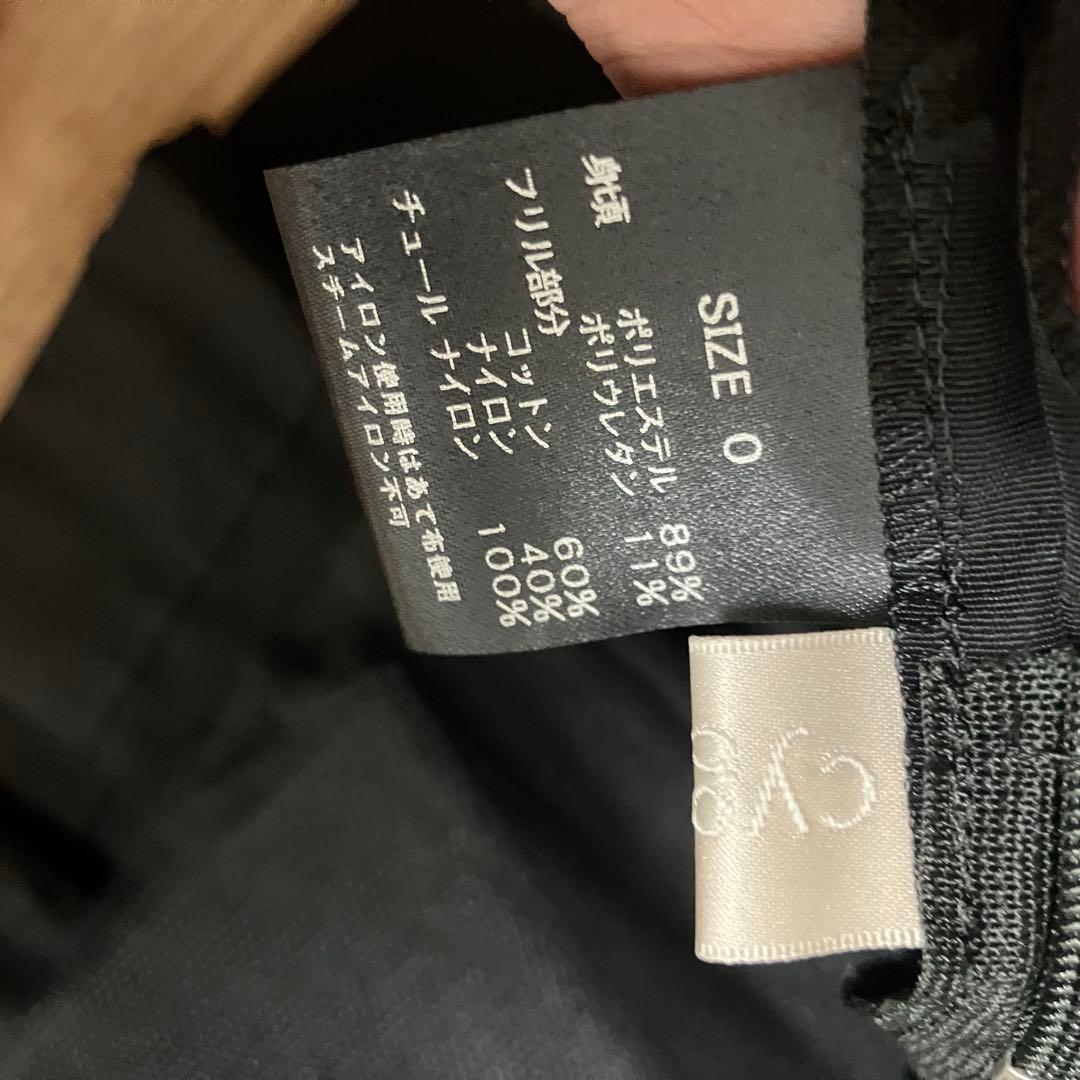 SIZE 0
身頃
ポリエステル 89%
ポリウレタン 11%
フリル部分
コットン 60%
ナイロン 40%
チュール ナイロン 100%
アイロン使用時はあて布使用
スチームアイロン不可